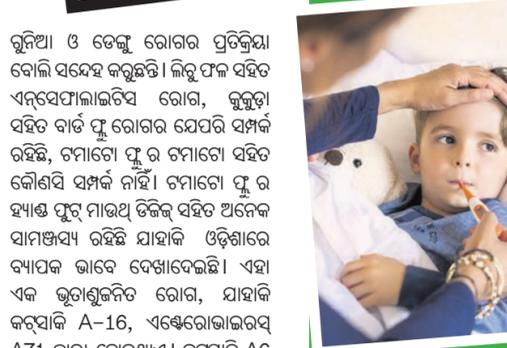 ଗୁନିଆ ଓ ଡେଙ୍ଗୁ ରୋଗର ପ୍ରତିକ୍ରିୟା
ବୋଲି ସନ୍ଦେହ କରୁଛନ୍ତି। ଲିଚୁ ଫଳ ସହିତ
ଏନ୍‌ସେଫାଲାଇଟିସ ରୋଗ, କୁକୁଡ଼ା
ସହିତ ବାର୍ଡ ଫ୍ଲୁ ରୋଗର ଯେପରି ସମ୍ପର୍କ
ରହିଛି, ଟମାଟୋ ଫ୍ଲୁ ର ଟମାଟୋ ସହିତ
କୌଣସି ସମ୍ପର୍କ ନାହିଁ। ଟମାଟୋ ଫ୍ଲୁ ର
ହ୍ୟାଣ୍ଡ ଫୁଟ୍ ମାଉଥ୍ ଡିଜିଜ୍ ସହିତ ଅନେକ
ସାମଞ୍ଜସ୍ୟ ରହିଛି ଯାହାକି ଓଡ଼ିଶାରେ
ବ୍ୟାପକ ଭାବେ ଦେଖାଦେଇଛି। ଏହା
ଏକ ଭୂତାଣୁଜନିତ ରୋଗ, ଯାହାକି
କଟ୍‌ସାକି A-16, ଏଣ୍ଟେରୋଭାଇରସ୍